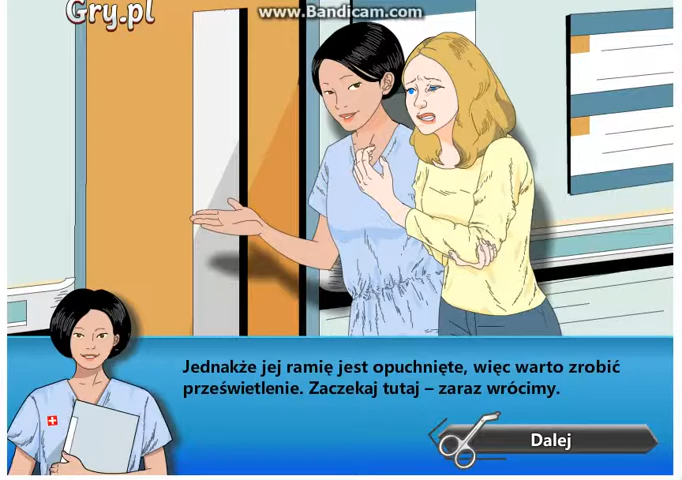 www.Bandicam.com
Gry.pl
Jednakże jej ramię jest opuchnięte, więc warto zrobić
prześwietlenie. Zaczekaj tutaj – zaraz wrócimy.
Dalej